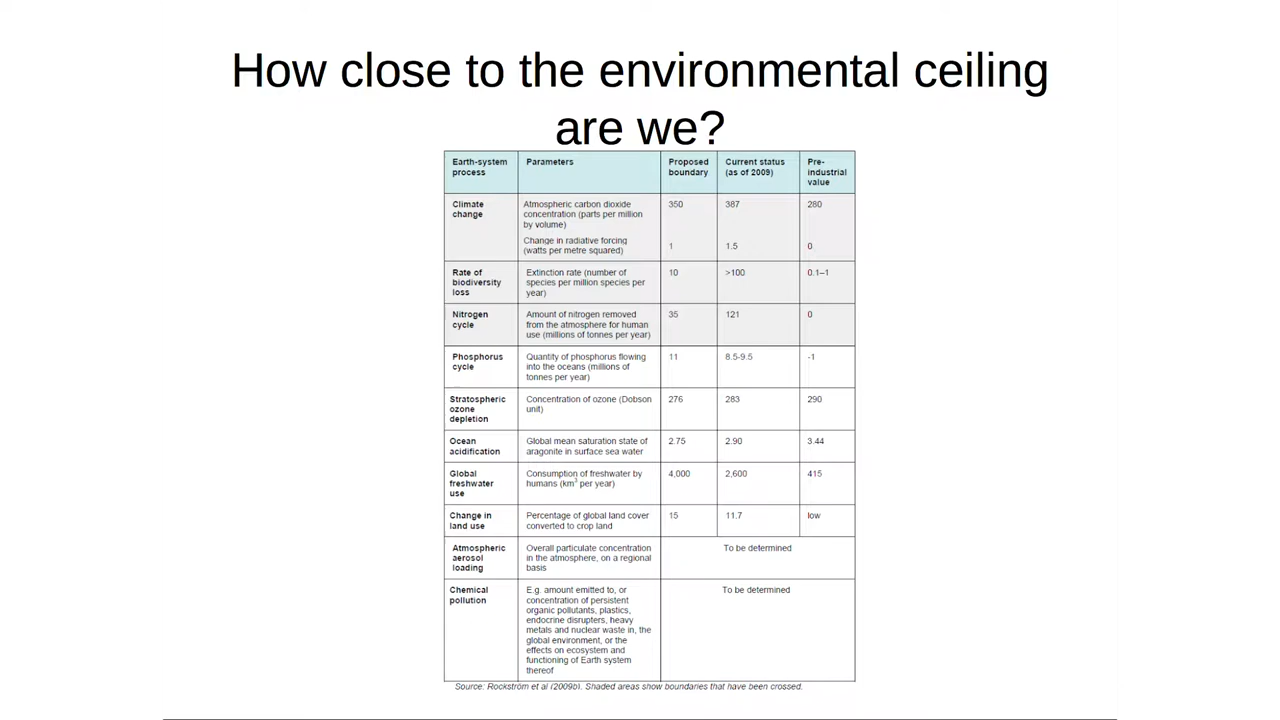 How close to the environmental ceiling
are we?
Earth-system
process
Parameters
Proposed
boundary
Current status
(as of 2009)
Pre-
industrial
value
Climate
change
Atmospheric carbon dioxide
concentration (parts per million
by volume)
350
387
280
Change in radiative forcing
(watts per metre squared)
1
1.5
0
Rate of
biodiversity
loss
Extinction rate (number of
species per million species per
year)
10
>100
0.1–1
Nitrogen
cycle
Amount of nitrogen removed
from the atmosphere for human
use (millions of tonnes per year)
35
121
0
Phosphorus
cycle
Quantity of phosphorus flowing
into the oceans (millions of
tonnes per year)
11
8.5-9.5
-1
Stratospheric
ozone
depletion
Concentration of ozone (Dobson
unit)
276
283
290
Ocean
acidification
Global mean saturation state of
aragonite in surface sea water
2.75
2.90
3.44
Global
freshwater
use
Consumption of freshwater by
humans (km³ per year)
4,000
2,600
415
Change in
land use
Percentage of global land cover
converted to crop land
15
11.7
low
Atmospheric
aerosol
loading
Overall particulate concentration
in the atmosphere, on a regional
basis
To be determined
Chemical
pollution
E.g. amount emitted to, or
concentration of persistent
organic pollutants, plastics,
endocrine disrupters, heavy
metals and nuclear waste in, the
global environment, or the
effects on ecosystem and
functioning of Earth system
thereof
To be determined
Source: Rockström et al (2009b). Shaded areas show boundaries that have been crossed.